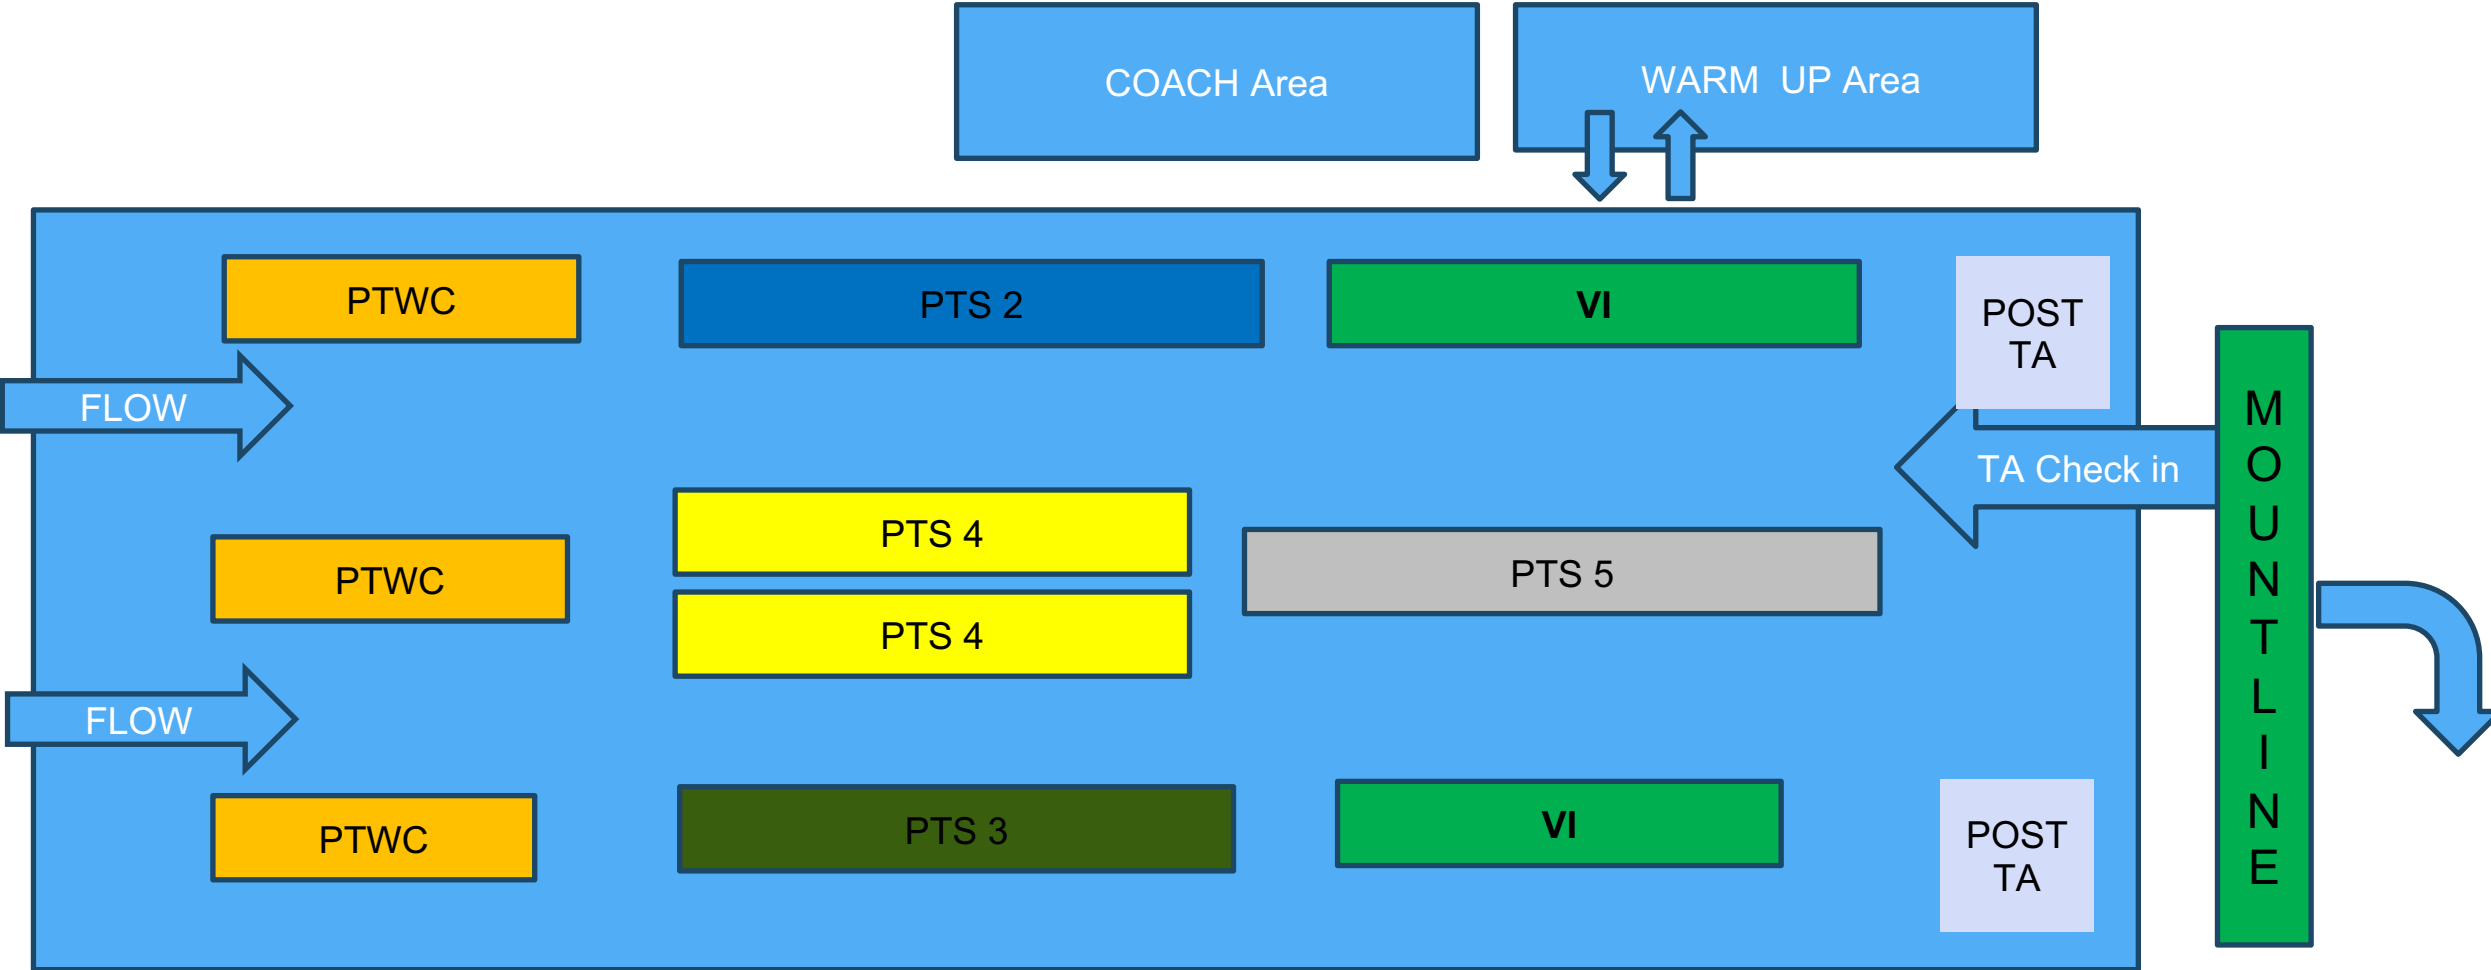 COACH Area
WARM  UP Area
PTWC
PTS 2
VI
POST
TA
FLOW
TA Check in
PTS 4
PTS 5
PTWC
PTS 4
FLOW
PTWC
PTS 3
VI
POST
TA
M
O
U
N
T
L
I
N
E